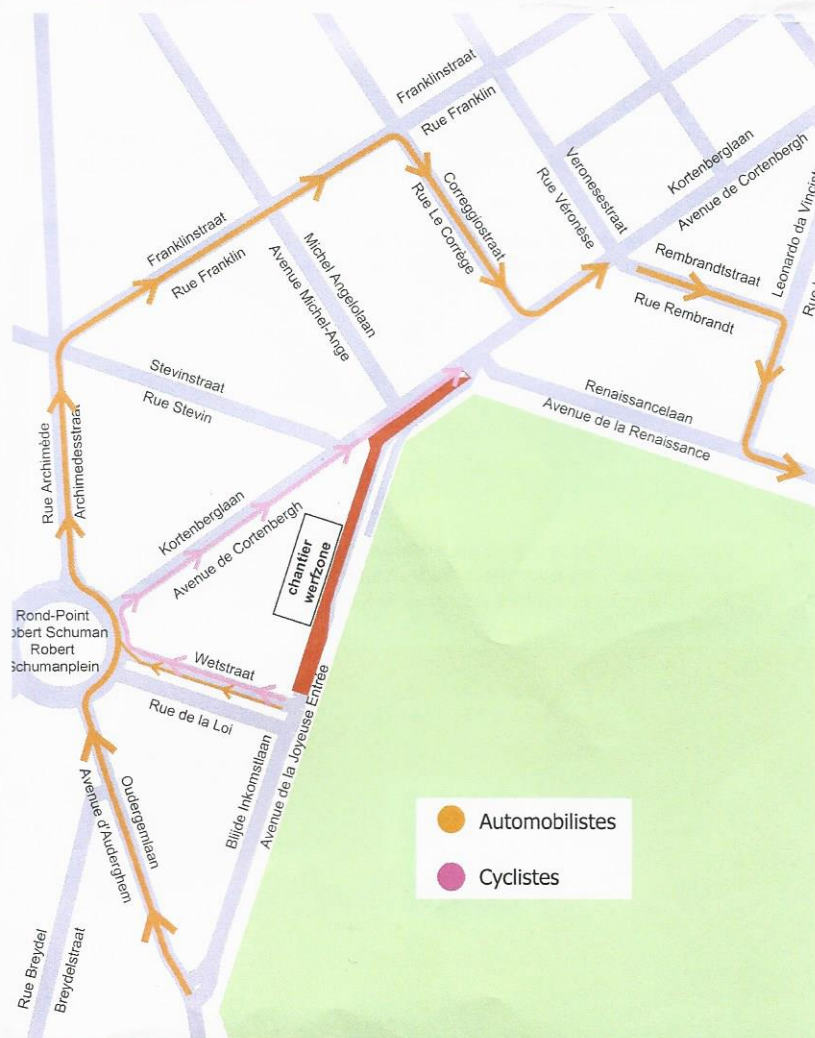 Franklinstraat
Rue Franklin
Veronesestraat
Rue Véronèse
Kortenberglaan
Avenue de Cortenbergh
Correggiostraat
Rue Le Corrège
Franklinstraat
Rue Franklin
Michel Angelolaan
Avenue Michel-Ange
Rembrandtstraat
Rue Rembrandt
Leonardo da Vincist
Stevinstraat
Rue Stevin
Renaissancelaan
Avenue de la Renaissance
Rue Archimède
Archimedesstraat
Kortenberglaan
Avenue de Cortenbergh
chantier
werfzone
Rond-Point
obert Schuman
Robert
Schumanplein
Wetstraat
Rue de la Loi
Blijde Inkomstlaan
Avenue de la Joyeuse Entrée
Oudergemlaan
Avenue d'Auderghem
Automobilistes
Cyclistes
Rue Breydel
Breydelstraat